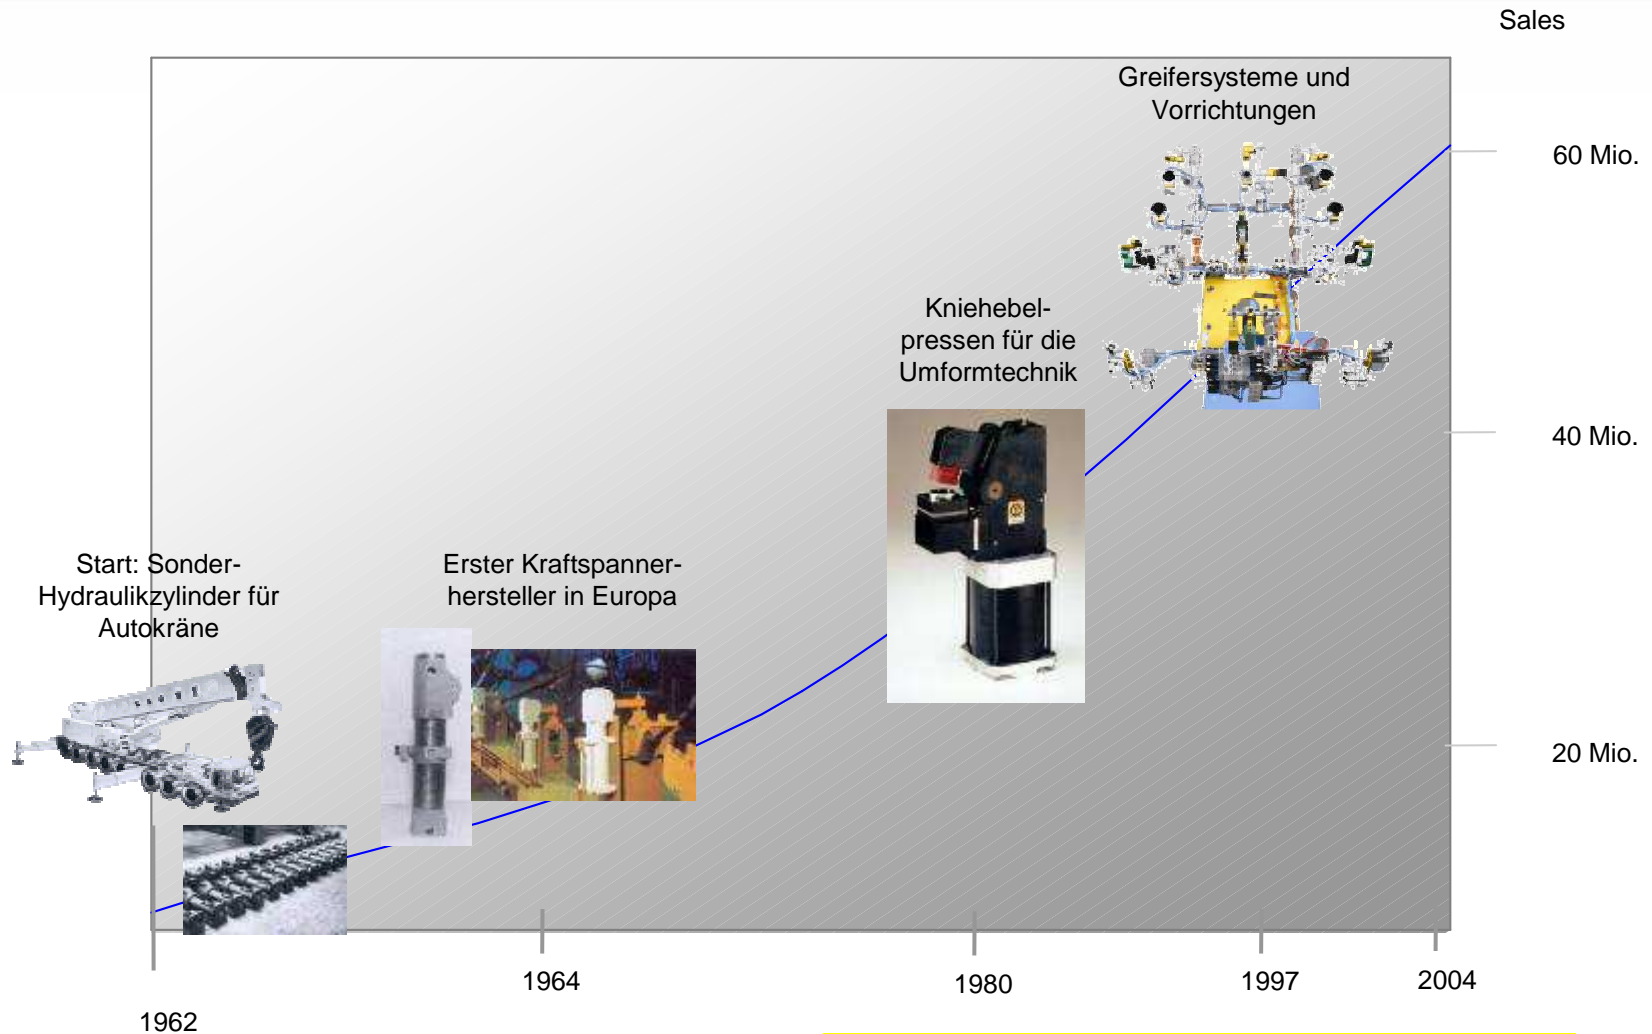 Sales
Greifersysteme und
Vorrichtungen
60 Mio.
Kniehebel-
pressen für die
Umformtechnik
40 Mio.
Start: Sonder-
Hydraulikzylinder für
Autokräne
Erster Kraftspanner-
hersteller in Europa
20 Mio.
1964
1980
1997
2004
1962